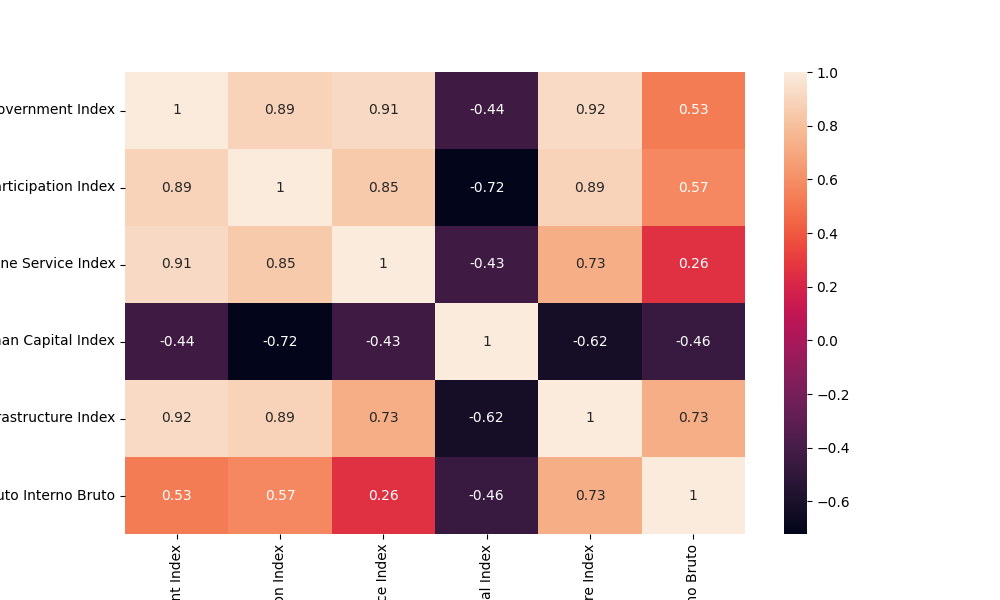 overnment Index 1 0.89 0.91 -0.44 0.92 0.53
articipation Index 0.89 1 0.85 -0.72 0.89 0.57
ne Service Index 0.91 0.85 1 -0.43 0.73 0.26
an Capital Index -0.44 -0.72 -0.43 1 -0.62 -0.46
rastructure Index 0.92 0.89 0.73 -0.62 1 0.73
uto Interno Bruto 0.53 0.57 0.26 -0.46 0.73 1
nt Index
on Index
ce Index
al Index
re Index
no Bruto
1.0
0.8
0.6
0.4
0.2
0.0
−0.2
−0.4
−0.6